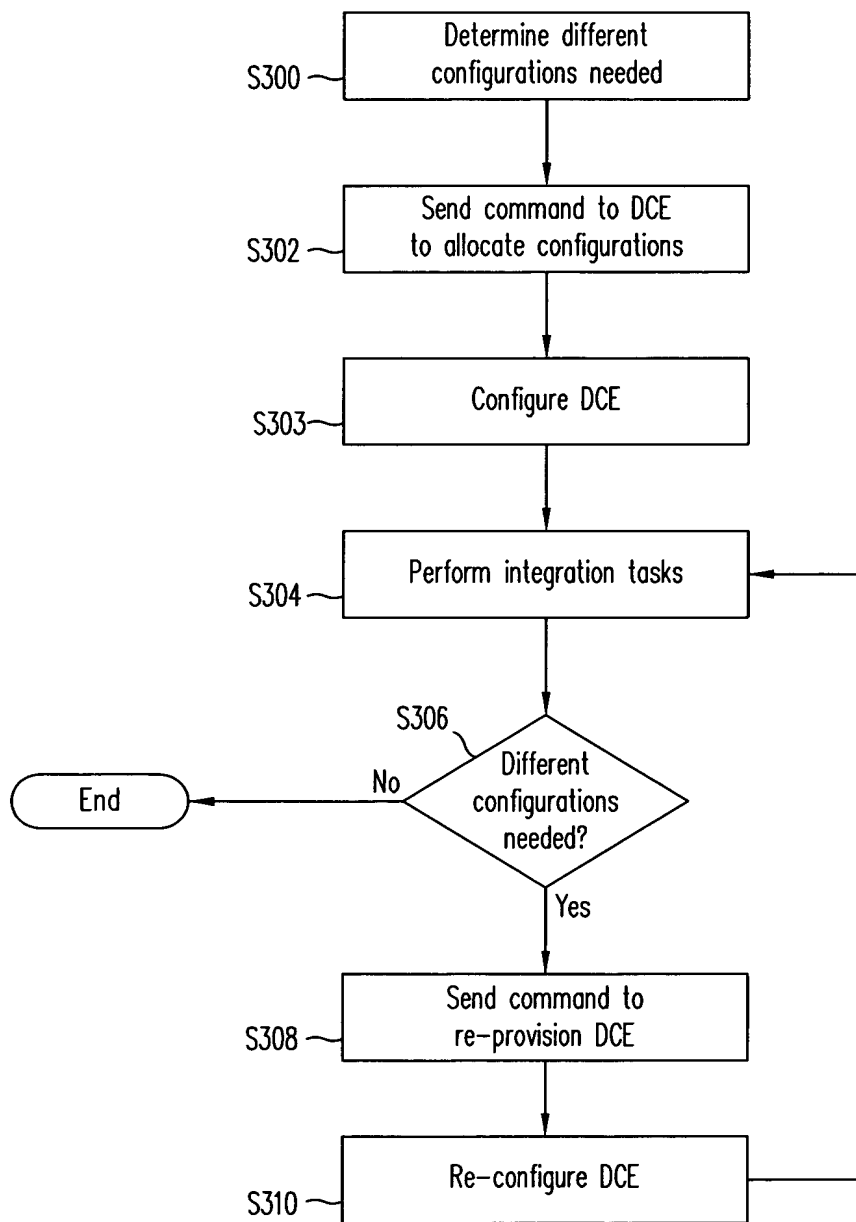 Determine different
configurations needed
S300
Send command to DCE
to allocate configurations
S302
Configure DCE
S303
Perform integration tasks
S304
S306
Different
configurations
needed?
No
End
Yes
Send command to
re-provision DCE
S308
Re-configure DCE
S310